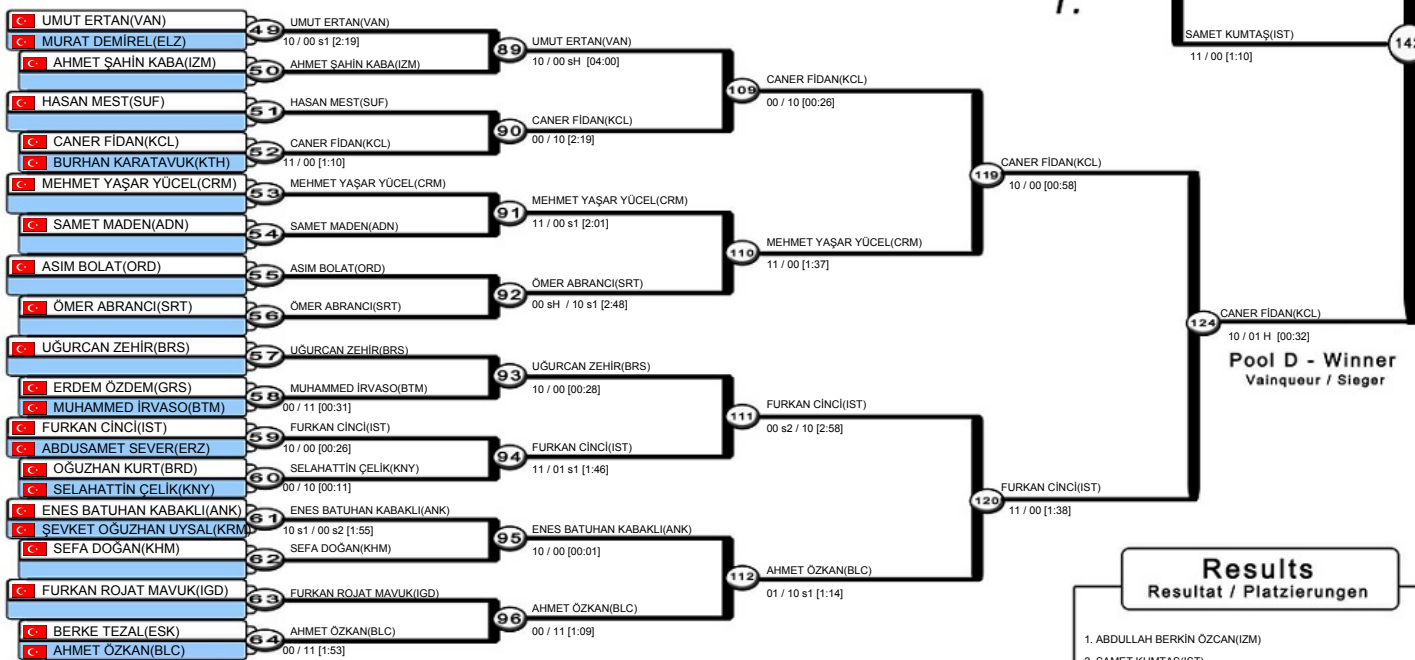 UMUT ERTAN(VAN)
MURAT DEMİREL(ELZ)
AHMET ŞAHİN KABA(IZM)
HASAN MEST(SUF)
CANER FİDAN(KCL)
BURHAN KARATAVUK(KTH)
MEHMET YAŞAR YÜCEL(CRM)
SAMET MADEN(ADN)
ASIM BOLAT(ORD)
ÖMER ABRANCI(SRT)
UĞURCAN ZEHİR(BRS)
ERDEM ÖZDEM(GRS)
MUHAMMED İRVASO(BTM)
FURKAN CİNCİ(IST)
ABDUSAMET SEVER(ERZ)
OĞUZHAN KURT(BRD)
SELAHATTİN ÇELİK(KNY)
ENES BATUHAN KABAKLI(ANK)
ŞEVKET OĞUZHAN UYSAL(KRM)
SEFA DOĞAN(KHM)
FURKAN ROJAT MAVUK(IGD)
BERKE TEZAL(ESK)
AHMET ÖZKAN(BLC)
49
50
51
52
53
54
55
56
57
58
59
60
61
62
63
64
UMUT ERTAN(VAN)
10 / 00 s1 [2:19]
AHMET ŞAHİN KABA(IZM)
HASAN MEST(SUF)
CANER FİDAN(KCL)
11 / 00 [1:10]
MEHMET YAŞAR YÜCEL(CRM)
SAMET MADEN(ADN)
ASIM BOLAT(ORD)
ÖMER ABRANCI(SRT)
UĞURCAN ZEHİR(BRS)
MUHAMMED İRVASO(BTM)
00 / 11 [00:31]
FURKAN CİNCİ(IST)
10 / 00 [00:26]
SELAHATTİN ÇELİK(KNY)
00 / 10 [00:11]
ENES BATUHAN KABAKLI(ANK)
10 s1 / 00 s2 [1:55]
SEFA DOĞAN(KHM)
FURKAN ROJAT MAVUK(IGD)
AHMET ÖZKAN(BLC)
00 / 11 [1:53]
89
90
91
92
93
94
95
96
UMUT ERTAN(VAN)
10 / 00 sH [04:00]
CANER FİDAN(KCL)
00 / 10 [2:19]
MEHMET YAŞAR YÜCEL(CRM)
11 / 00 s1 [2:01]
ÖMER ABRANCI(SRT)
00 sH / 10 s1 [2:48]
UĞURCAN ZEHİR(BRS)
10 / 00 [00:28]
FURKAN CİNCİ(IST)
11 / 01 s1 [1:46]
ENES BATUHAN KABAKLI(ANK)
10 / 00 [00:01]
AHMET ÖZKAN(BLC)
00 / 11 [1:09]
109
110
111
112
CANER FİDAN(KCL)
00 / 10 [00:26]
MEHMET YAŞAR YÜCEL(CRM)
11 / 00 [1:37]
FURKAN CİNCİ(IST)
00 s2 / 10 [2:58]
AHMET ÖZKAN(BLC)
01 / 10 s1 [1:14]
119
120
CANER FİDAN(KCL)
10 / 00 [00:58]
FURKAN CİNCİ(IST)
11 / 00 [1:38]
124
CANER FİDAN(KCL)
10 / 01 H [00:32]
Pool D - Winner
Vainqueur / Sieger
SAMET KUMTAŞ(IST)
11 / 00 [1:10]
Results
Resultat / Platzierungen
1. ABDULLAH BERKİN ÖZCAN(IZM)
2. SAMET KUMTAŞ(IST)